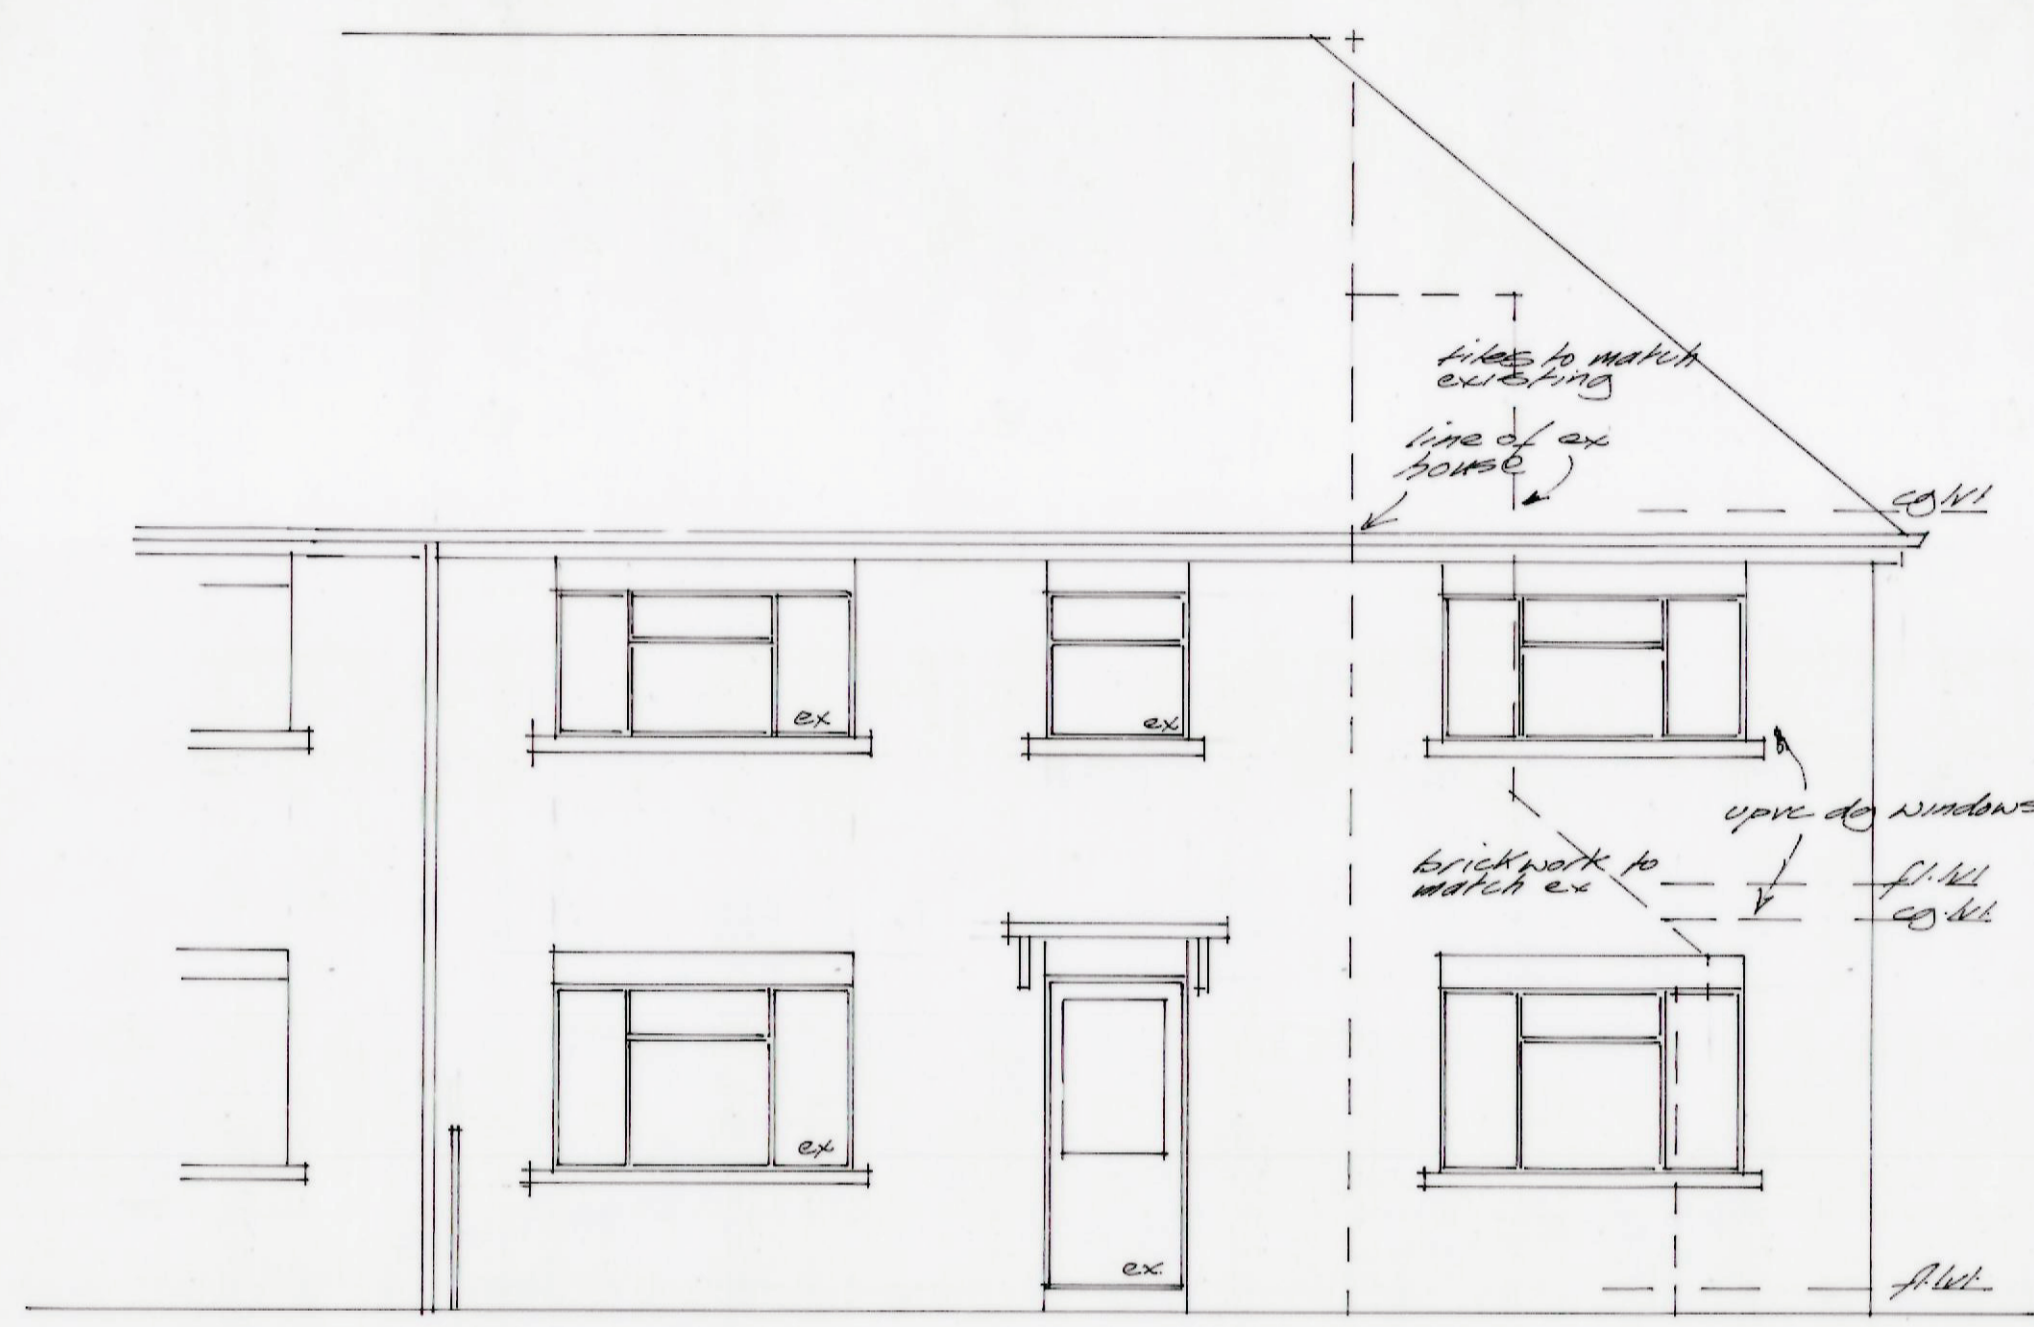 tiles to match
existing
line of ex
house
cg lvl.
ex
ex
upvc dg windows
brickwork to
match ex
fl.lvl
cg.lvl.
ex
ex.
fl.lvl.